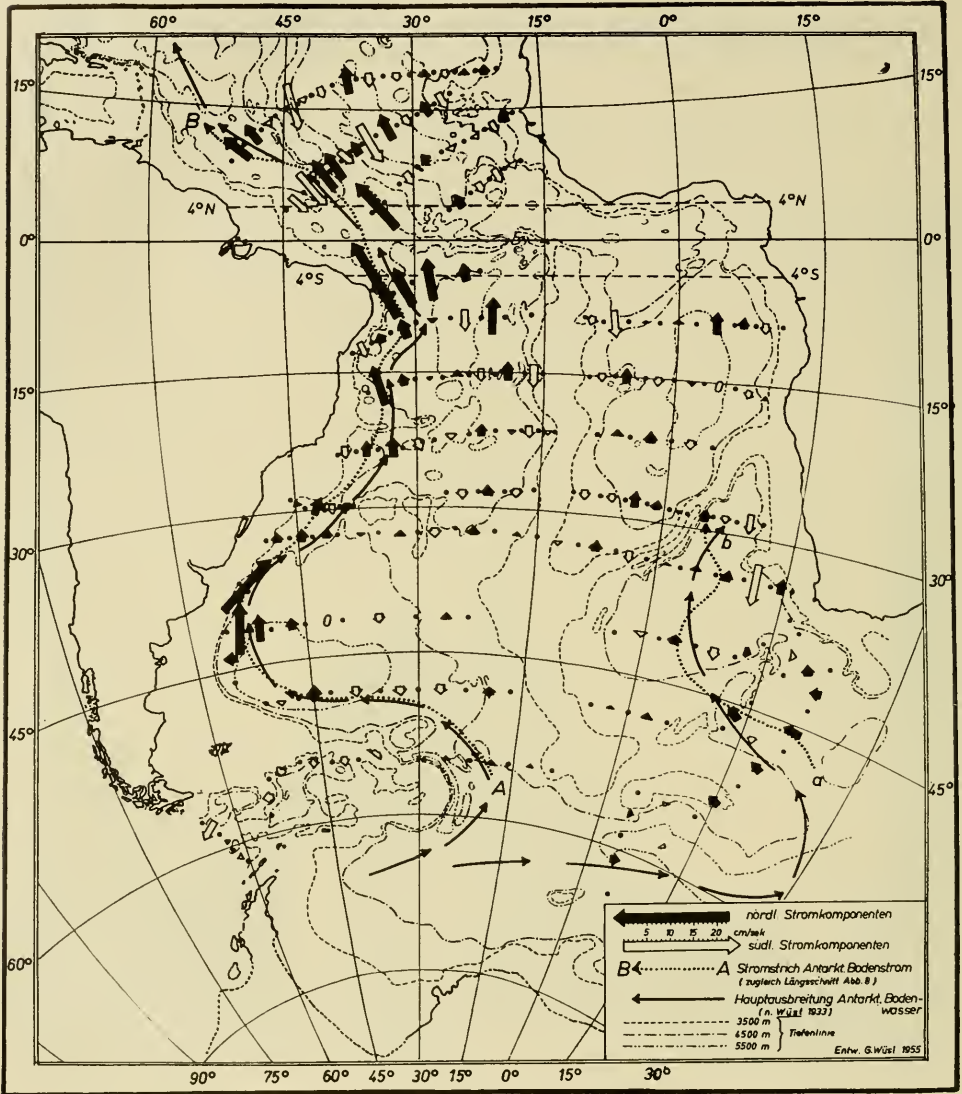 60° 45° 30° 15° 0° 15°
15° 15°
B A
4°N 4°N
0° 0°
4°S 4°S
15° 0 15°
30° b 30°
0
45° A a 45°
60°
nördl. Stromkomponenten
5 10 15 20 cm/sek
südl. Stromkomponenten
B A Stromstrich Antarkt. Bodenstrom
( zugleich Längsschnitt Abb. 8 )
Hauptausbreitung Antarkt. Boden-
wasser
( n. Wüst 1933 )
3500 m
4500 m Tiefenlinie
5500 m
Entw. G. Wüst 1955
90° 75° 60° 45° 30° 15° 0° 15° 30°